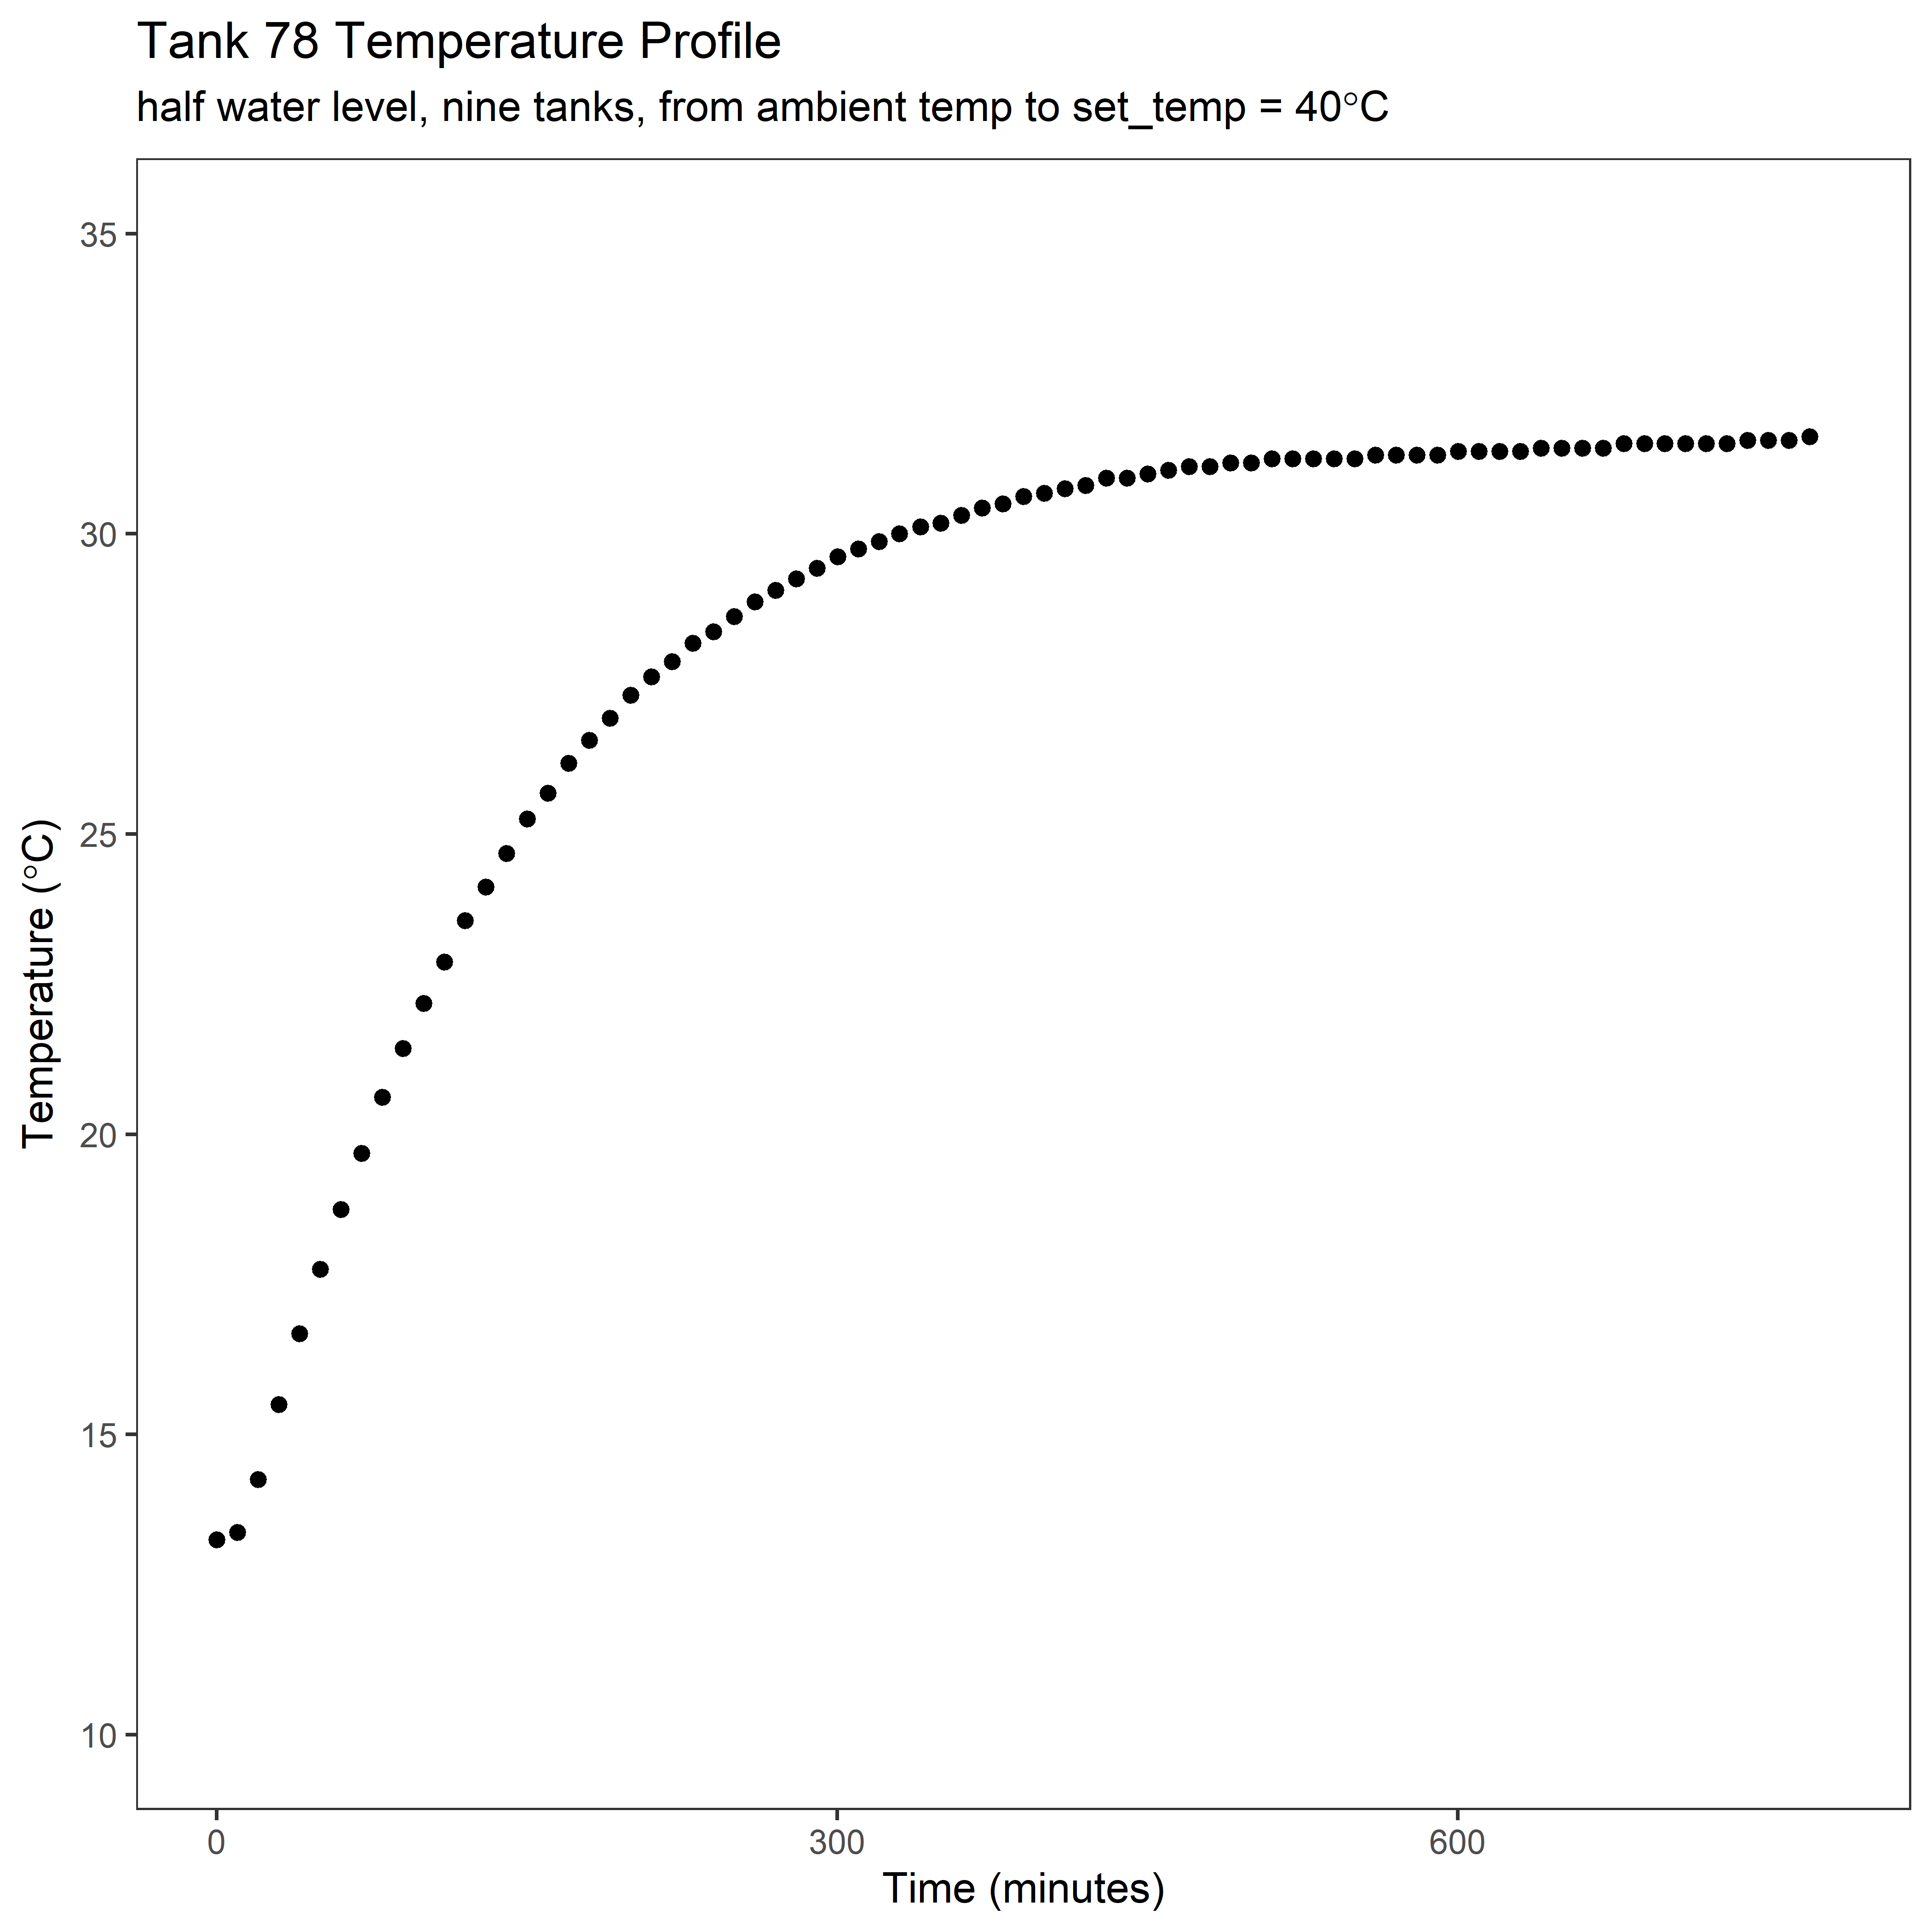 Tank 78 Temperature Profile
half water level, nine tanks, from ambient temp to set_temp = 40°C
35
30
25
20
15
10
Temperature (°C)
0 300 600
Time (minutes)